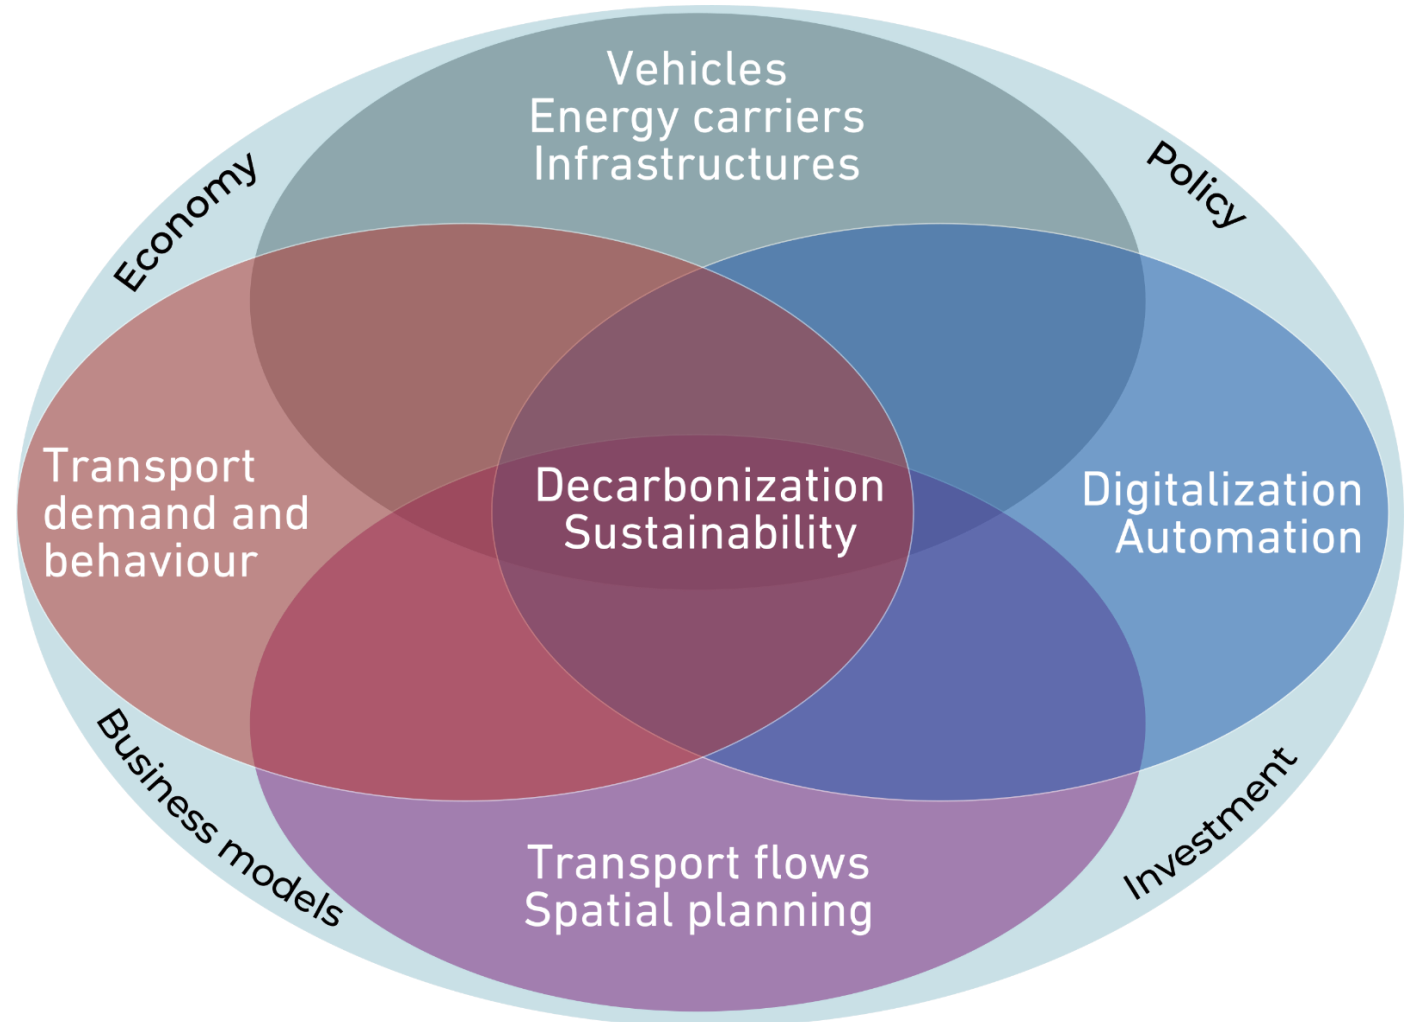 Vehicles
Energy carriers
Infrastructures
Economy
Policy
Transport
demand and
behaviour
Decarbonization
Sustainability
Digitalization
Automation
Business models
Investment
Transport flows
Spatial planning